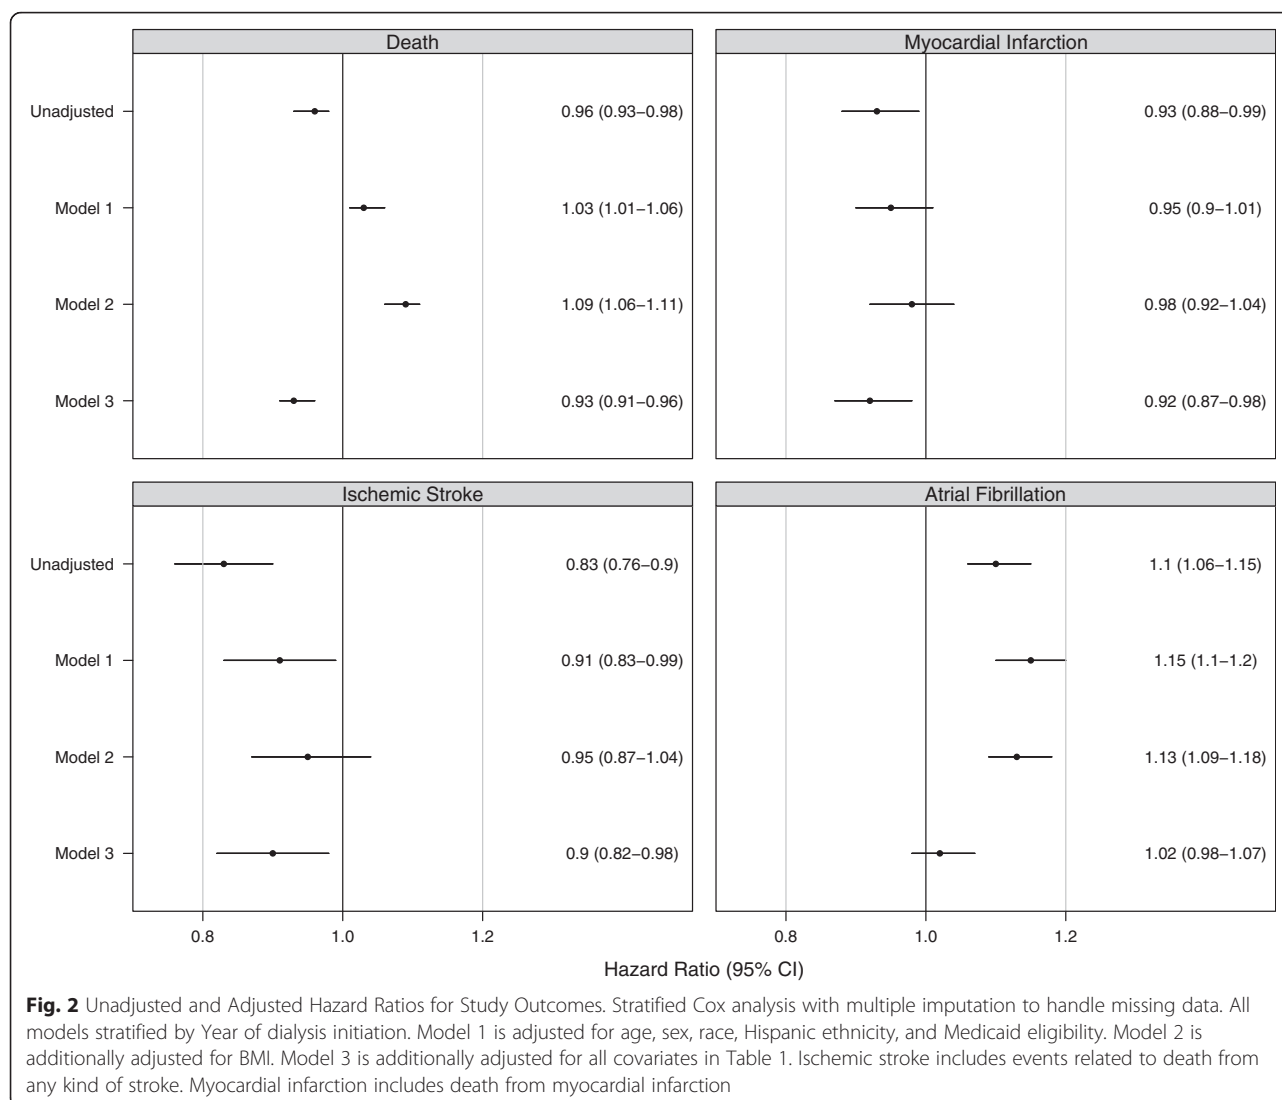 Death
Myocardial Infarction
Unadjusted
0.96 (0.93–0.98)
0.93 (0.88–0.99)
Model 1
1.03 (1.01–1.06)
0.95 (0.9–1.01)
Model 2
1.09 (1.06–1.11)
0.98 (0.92–1.04)
Model 3
0.93 (0.91–0.96)
0.92 (0.87–0.98)
Ischemic Stroke
Atrial Fibrillation
Unadjusted
0.83 (0.76–0.9)
1.1 (1.06–1.15)
Model 1
0.91 (0.83–0.99)
1.15 (1.1–1.2)
Model 2
0.95 (0.87–1.04)
1.13 (1.09–1.18)
Model 3
0.9 (0.82–0.98)
1.02 (0.98–1.07)
0.8 1.0 1.2 0.8 1.0 1.2
Hazard Ratio (95% CI)
Fig. 2 Unadjusted and Adjusted Hazard Ratios for Study Outcomes. Stratified Cox analysis with multiple imputation to handle missing data. All
models stratified by Year of dialysis initiation. Model 1 is adjusted for age, sex, race, Hispanic ethnicity, and Medicaid eligibility. Model 2 is
additionally adjusted for BMI. Model 3 is additionally adjusted for all covariates in Table 1. Ischemic stroke includes events related to death from
any kind of stroke. Myocardial infarction includes death from myocardial infarction